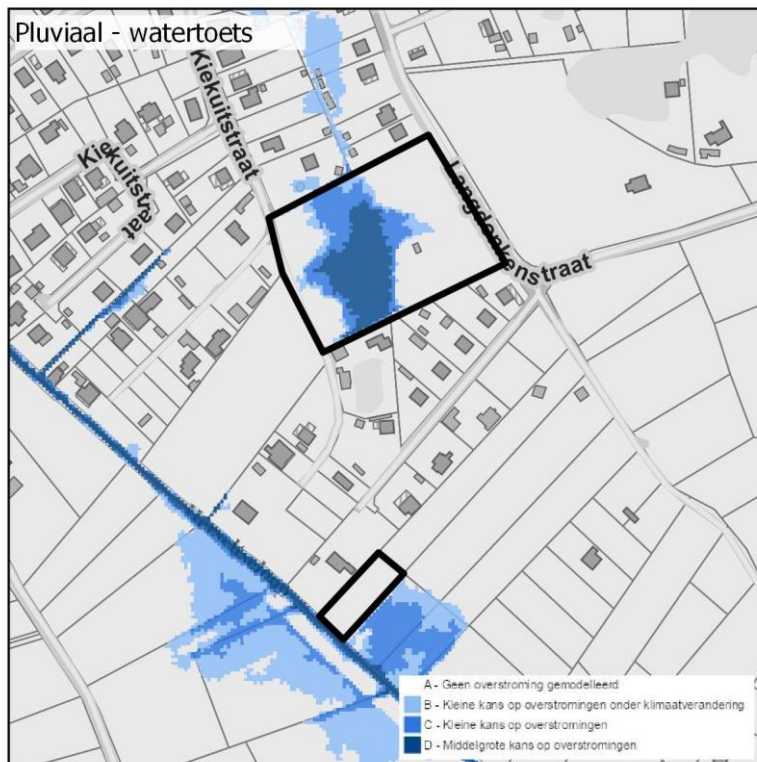 Pluviaal - watertoets
Kiekuitstraat
Kiekuitstraat
Langdonkenstraat
A - Geen overstroming gemodelleerd
B - Kleine kans op overstromingen onder klimaatverandering
C - Kleine kans op overstromingen
D - Middelgrote kans op overstromingen